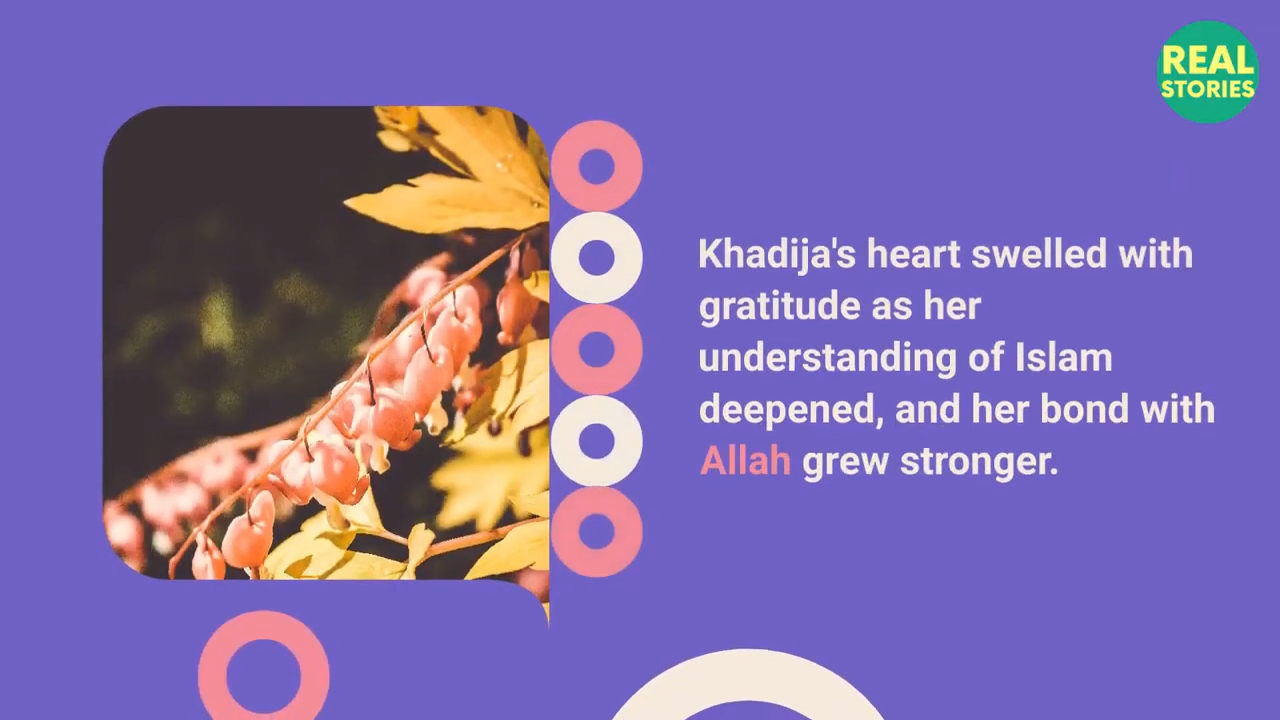 REAL
STORIES
Khadija's heart swelled with
gratitude as her
understanding of Islam
deepened, and her bond with
Allah grew stronger.